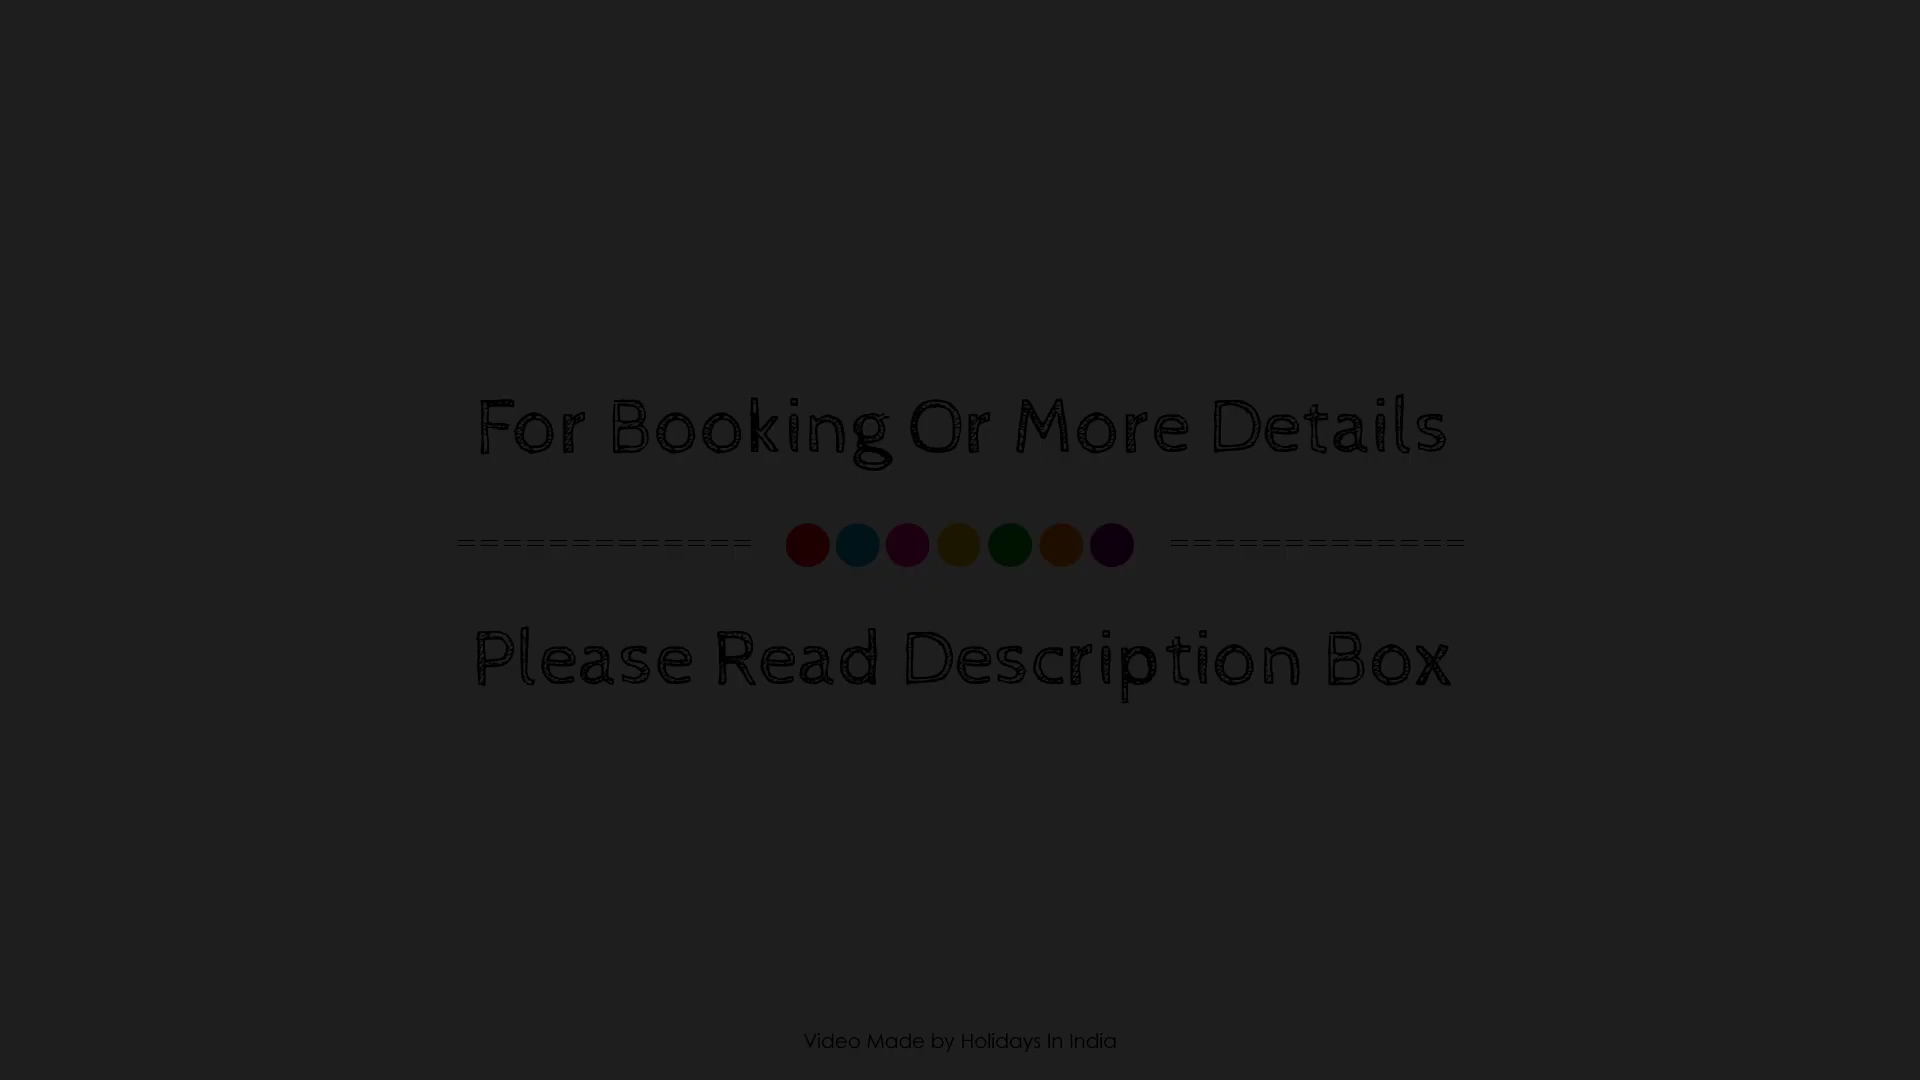 For Booking Or More Details
============= =============
Please Read Description Box
Video Made by Holidays In India